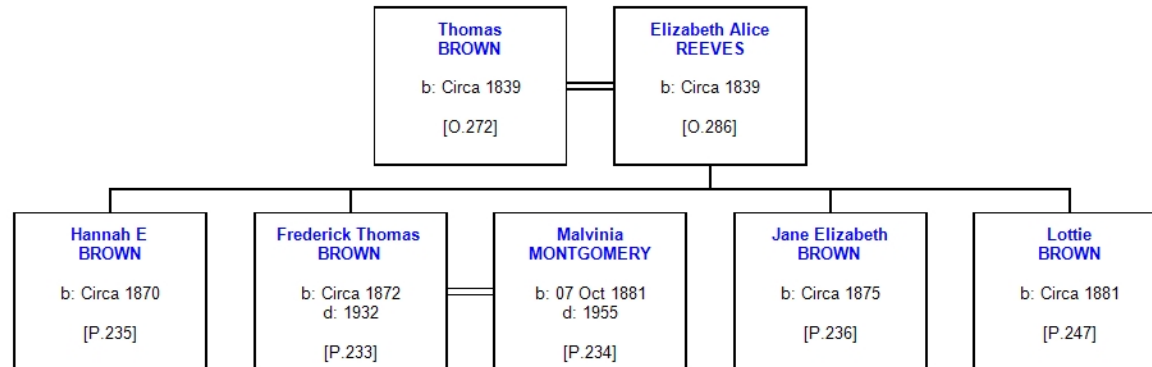 Thomas
BROWN
b: Circa 1839
[O.272]
Elizabeth Alice
REEVES
b: Circa 1839
[O.286]
Hannah E
BROWN
b: Circa 1870
[P.235]
Frederick Thomas
BROWN
b: Circa 1872
d: 1932
[P.233]
Malvinia
MONTGOMERY
b: 07 Oct 1881
d: 1955
[P.234]
Jane Elizabeth
BROWN
b: Circa 1875
[P.236]
Lottie
BROWN
b: Circa 1881
[P.247]